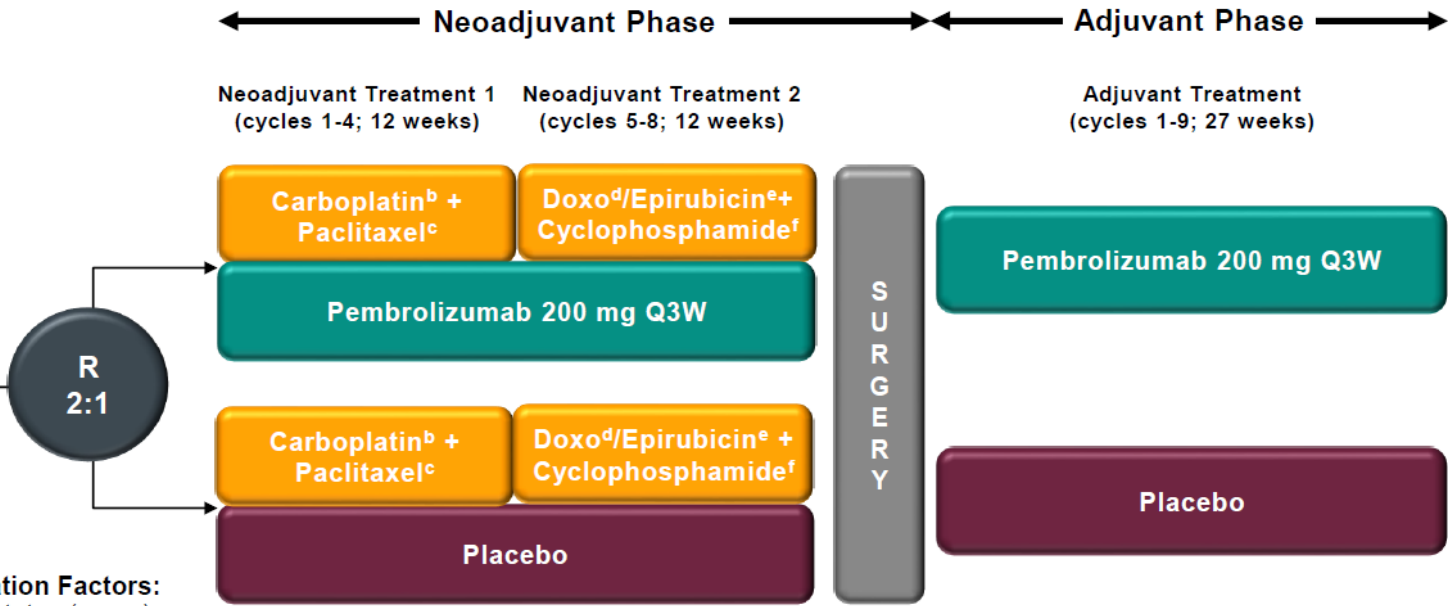 Neoadjuvant Phase
Adjuvant Phase
Neoadjuvant Treatment 1
(cycles 1-4; 12 weeks)
Neoadjuvant Treatment 2
(cycles 5-8; 12 weeks)
Adjuvant Treatment
(cycles 1-9; 27 weeks)
Carboplatinᵇ +
Paclitaxelᶜ
Doxoᵈ/Epirubicinᵉ+
Cyclophosphamideᶠ
Pembrolizumab 200 mg Q3W
SURGERY
Pembrolizumab 200 mg Q3W
R
2:1
Carboplatinᵇ +
Paclitaxelᶜ
Doxoᵈ/Epirubicinᵉ +
Cyclophosphamideᶠ
Placebo
Placebo
ation Factors: